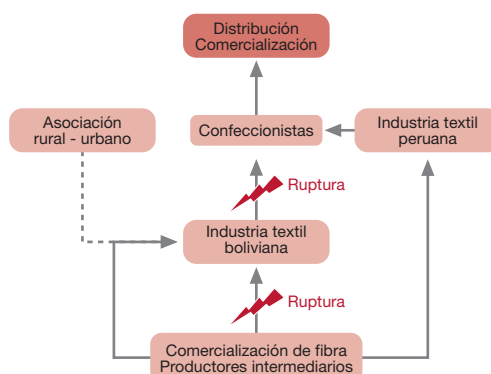 Distribución
Comercialización
Asociación
rural - urbano
Confeccionistas
Industria textil
peruana
Ruptura
Industria textil
boliviana
Ruptura
Comercialización de fibra
Productores intermediarios